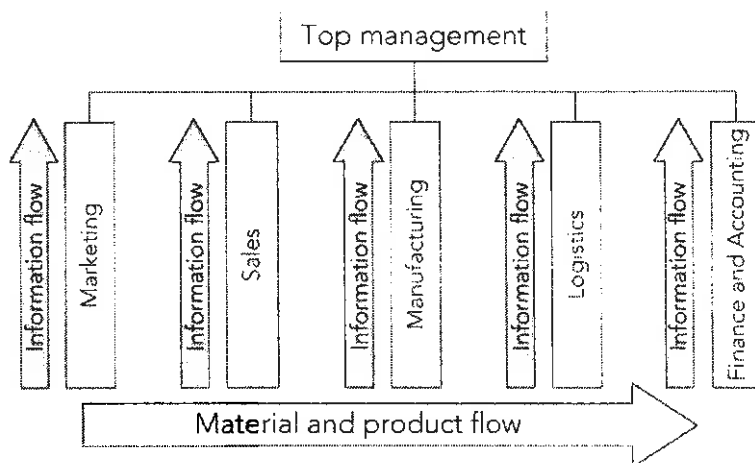 Top management
Information flow
Marketing
Information flow
Sales
Information flow
Manufacturing
Information flow
Logistics
Information flow
Finance and Accounting
Material and product flow